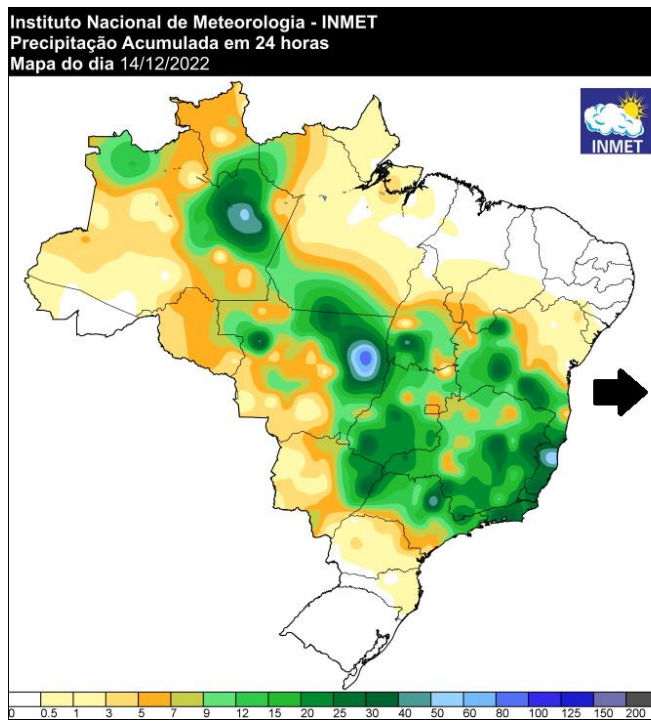 Instituto Nacional de Meteorologia - INMET
Precipitação Acumulada em 24 horas
Mapa do dia 14/12/2022
INMET
0 0.5 1 3 5 7 9 12 15 20 25 30 40 50 60 80 100 125 150 200